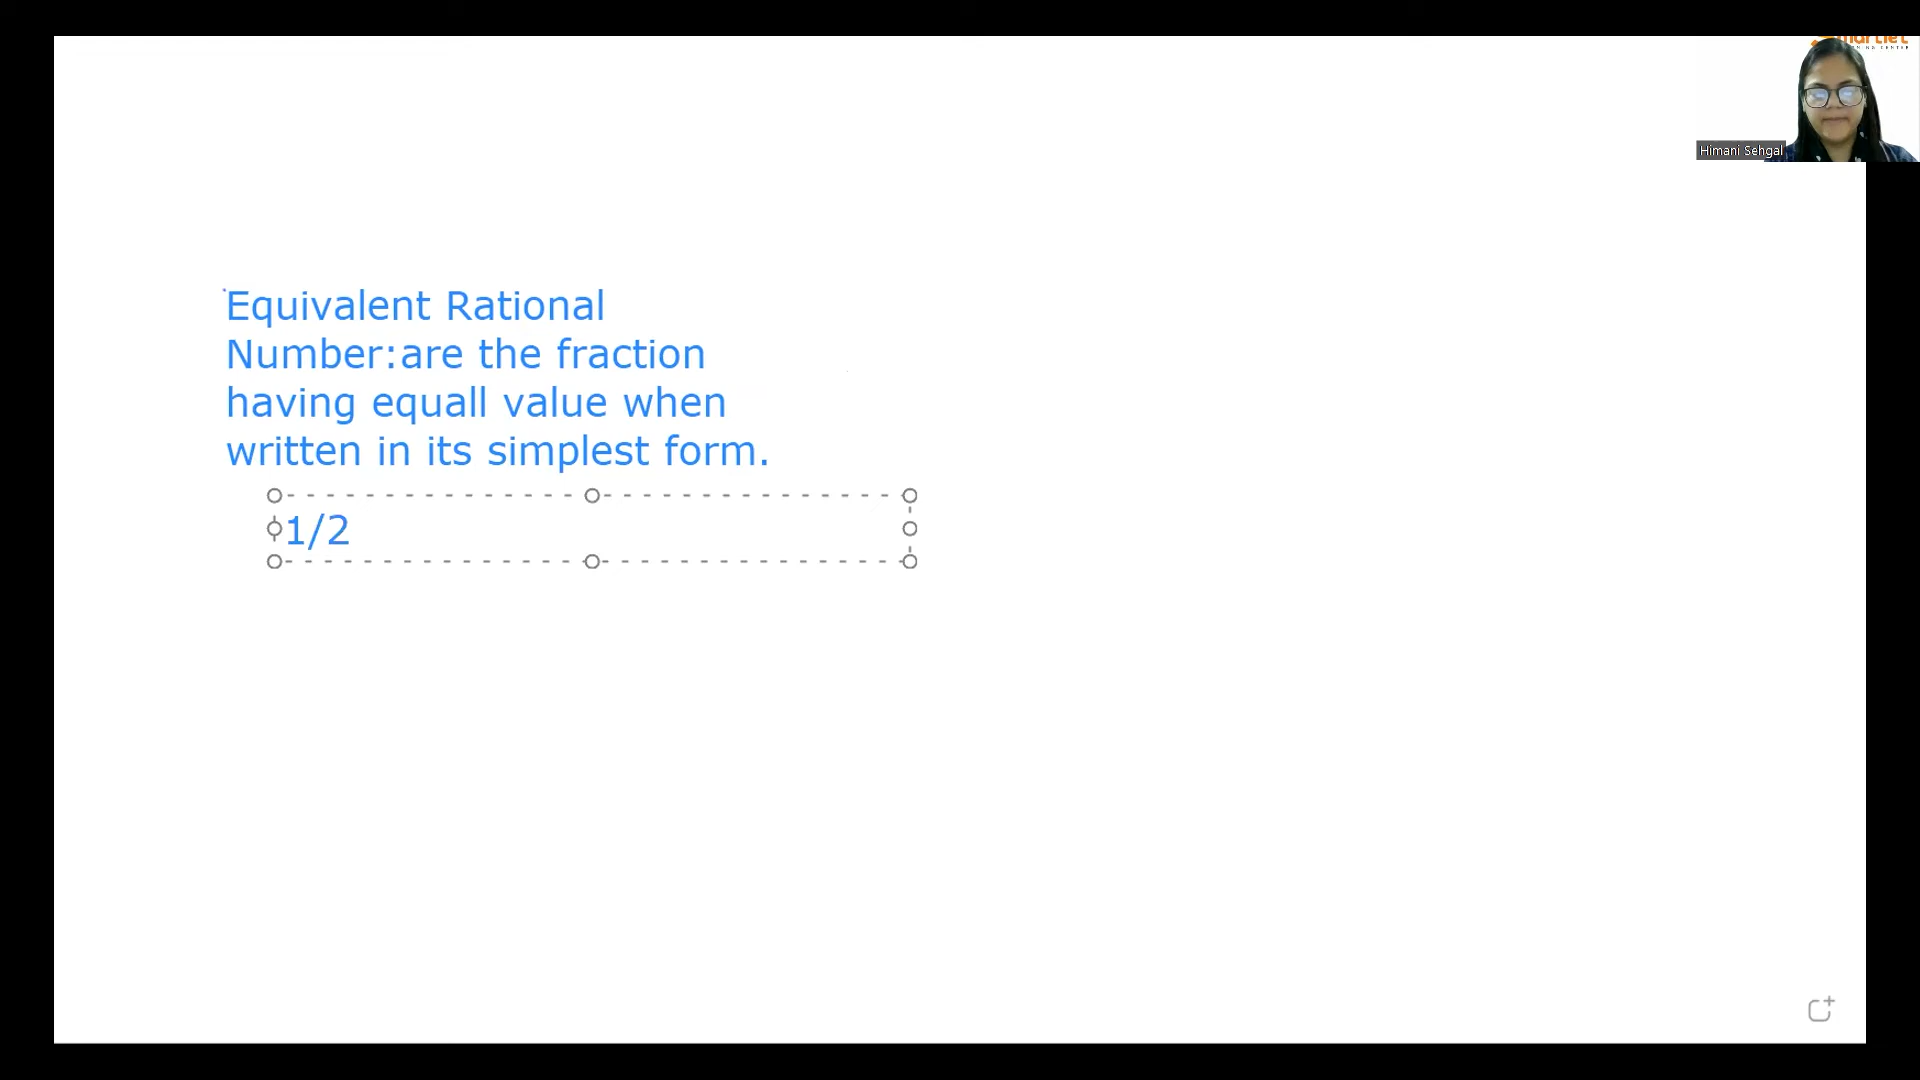 Himani Sehgal
Equivalent Rational
Number:are the fraction
having equall value when
written in its simplest form.
1/2